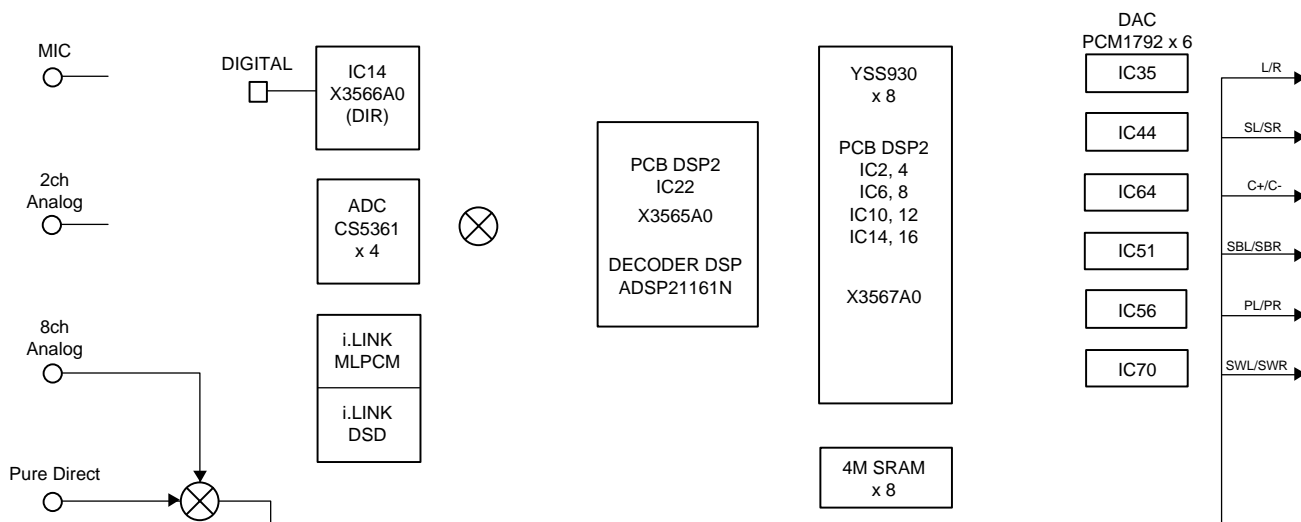 MIC
2ch
Analog
8ch
Analog
Pure Direct
DIGITAL
IC14
X3566A0
(DIR)
ADC
CS5361
x 4
i.LINK
MLPCM
i.LINK
DSD
PCB DSP2
IC22
X3565A0
DECODER DSP
ADSP21161N
YSS930
x 8
PCB DSP2
IC2, 4
IC6, 8
IC10, 12
IC14, 16
X3567A0
4M SRAM
x 8
DAC
PCM1792 x 6
IC35
IC44
IC64
IC51
IC56
IC70
L/R
SL/SR
C+/C-
SBL/SBR
PL/PR
SWL/SWR